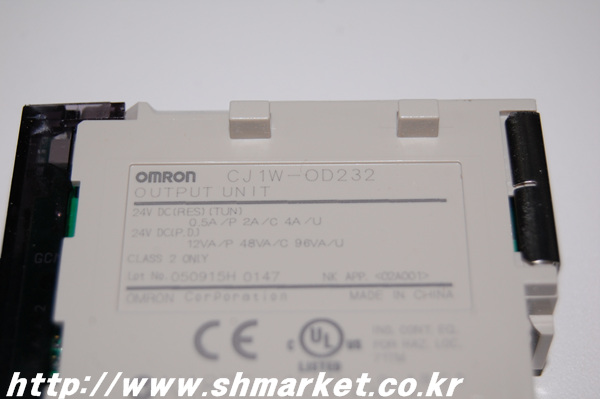 OMRON CJ1W-OD232
OUTPUT UNIT
24V DC(RES)(TUN)
0.5A/P 2A/C 4A/U
24V DC(P.D)
12VA/P 48VA/C 96VA/U
CLASS 2 ONLY
Lot No. 050915H 0147 NK APP. <02A001>
OMRON Corporation MADE IN CHINA
CE C UL US
LISTED
IND. CONT. EQ.
FOR HAZ. LOC.
GC
2
http://www.shmarket.co.kr